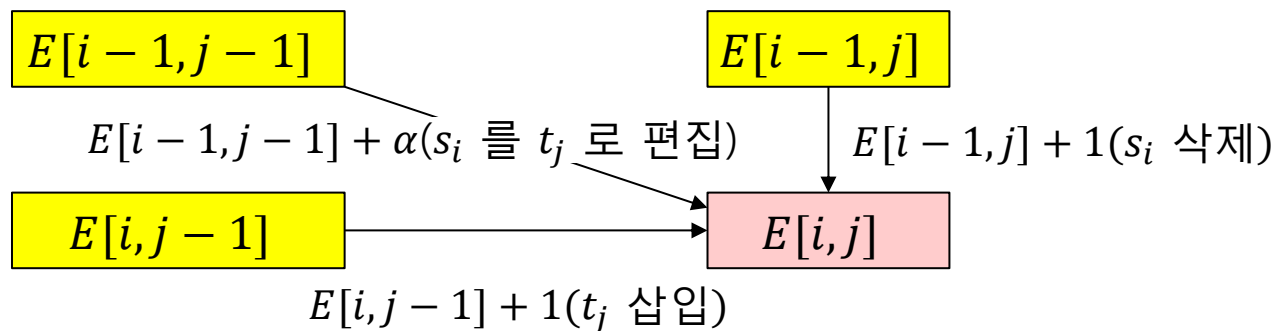 E[i − 1, j − 1]
E[i − 1, j]
E[i − 1, j − 1] + α(s_i 를 t_j 로 편집)
E[i − 1, j] + 1(s_i 삭제)
E[i, j − 1]
E[i, j]
E[i, j − 1] + 1(t_j 삽입)